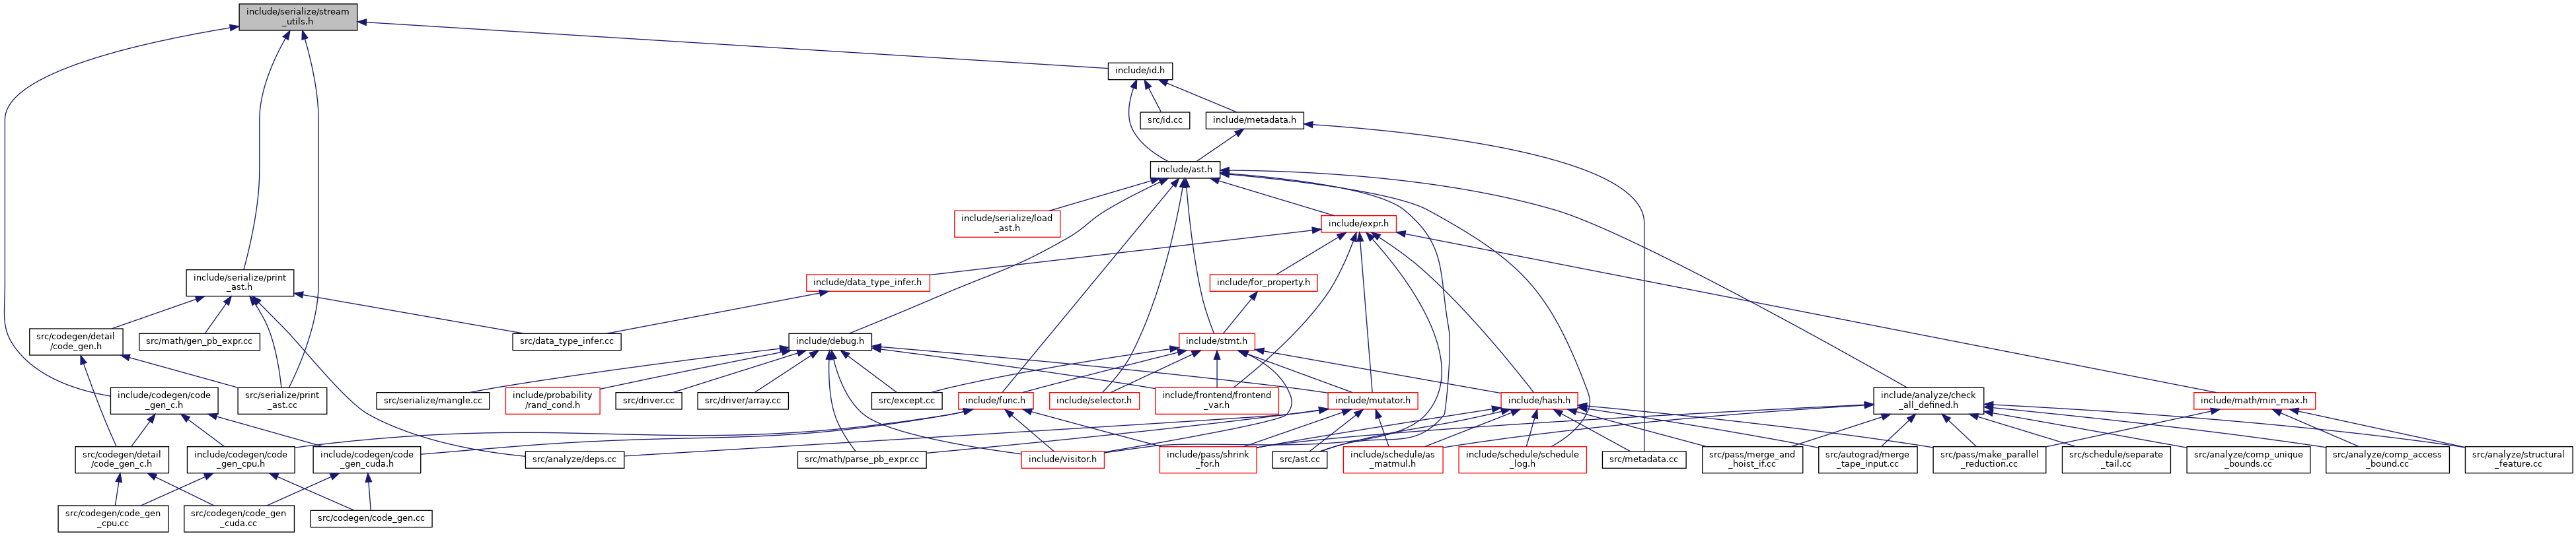 include/serialize/stream
_utils.h
include/id.h
src/id.cc
include/metadata.h
include/ast.h
include/serialize/load
_ast.h
include/expr.h
include/serialize/print
_ast.h
include/data_type_infer.h
include/for_property.h
src/codegen/detail
/code_gen.h
src/math/gen_pb_expr.cc
src/data_type_infer.cc
include/debug.h
include/stmt.h
include/codegen/code
_gen_c.h
src/serialize/print
_ast.cc
src/serialize/mangle.cc
include/probability
/rand_cond.h
src/driver.cc
src/driver/array.cc
src/except.cc
include/func.h
include/selector.h
include/frontend/frontend
_var.h
include/mutator.h
include/hash.h
include/analyze/check
_all_defined.h
include/math/min_max.h
src/codegen/detail
/code_gen_c.h
include/codegen/code
_gen_cpu.h
include/codegen/code
_gen_cuda.h
src/analyze/deps.cc
src/math/parse_pb_expr.cc
include/visitor.h
include/pass/shrink
_for.h
src/ast.cc
include/schedule/as
_matmul.h
include/schedule/schedule
_log.h
src/metadata.cc
src/pass/merge_and
_hoist_if.cc
src/autograd/merge
_tape_input.cc
src/pass/make_parallel
_reduction.cc
src/schedule/separate
_tail.cc
src/analyze/comp_unique
_bounds.cc
src/analyze/comp_access
_bound.cc
src/analyze/structural
_feature.cc
src/codegen/code_gen
_cpu.cc
src/codegen/code_gen
_cuda.cc
src/codegen/code_gen.cc